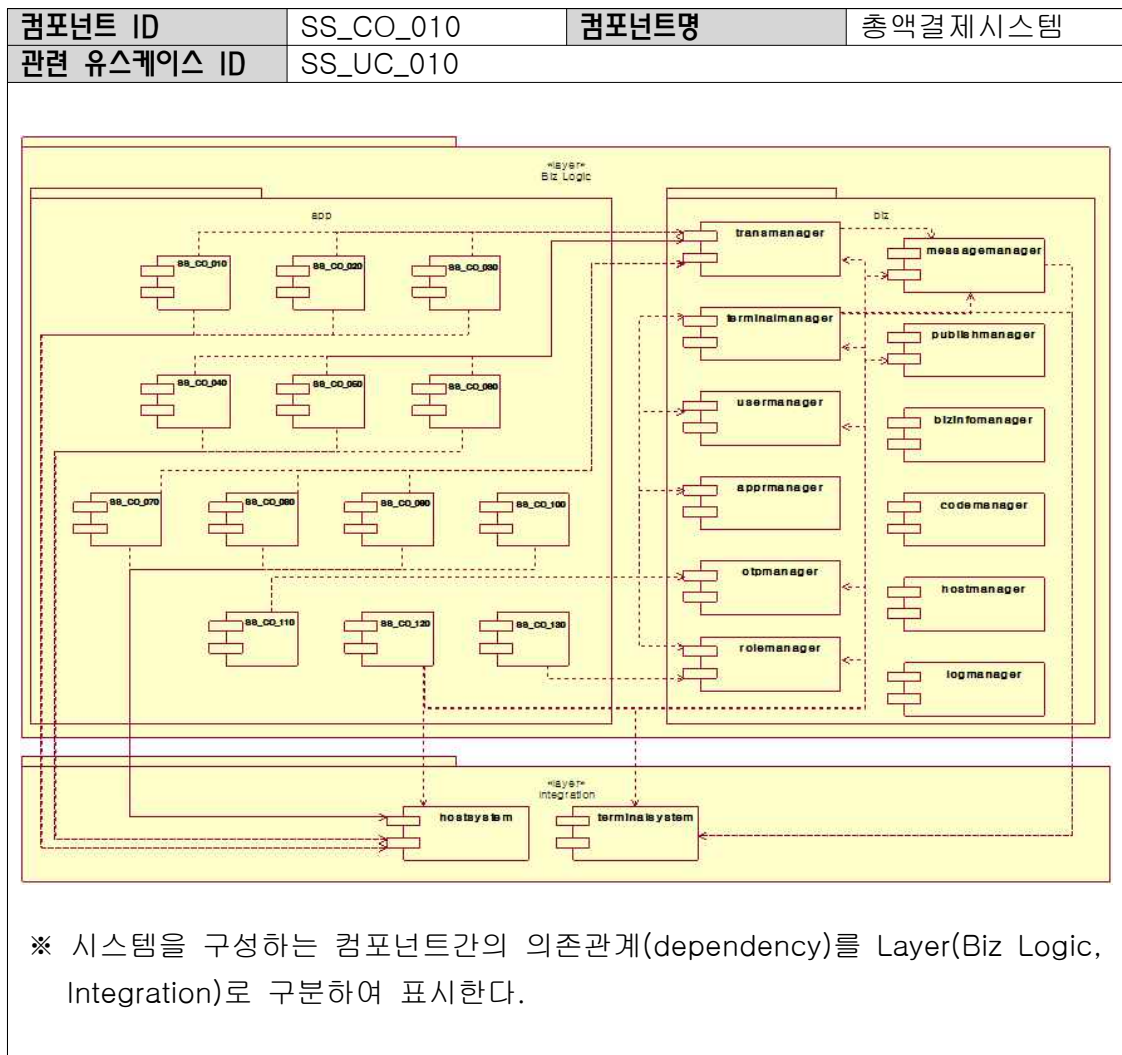 컴포넌트 ID SS_CO_010 컴포넌트명 총액결제시스템
관련 유스케이스 ID SS_UC_010
«layer»
Biz Logic
app
biz
SS_CO_010 SS_CO_020 SS_CO_030
SS_CO_040 SS_CO_050 SS_CO_060
SS_CO_070 SS_CO_080 SS_CO_090 SS_CO_100
SS_CO_110 SS_CO_120 SS_CO_130
transmanager
messagemanager
terminalmanager
publishmanager
usermanager
bizinfomanager
apprmanager
codemanager
otpmanager
hostmanager
rolemanager
logmanager
«layer»
integration
hostsystem terminalsystem
※ 시스템을 구성하는 컴포넌트간의 의존관계(dependency)를 Layer(Biz Logic,
Integration)로 구분하여 표시한다.